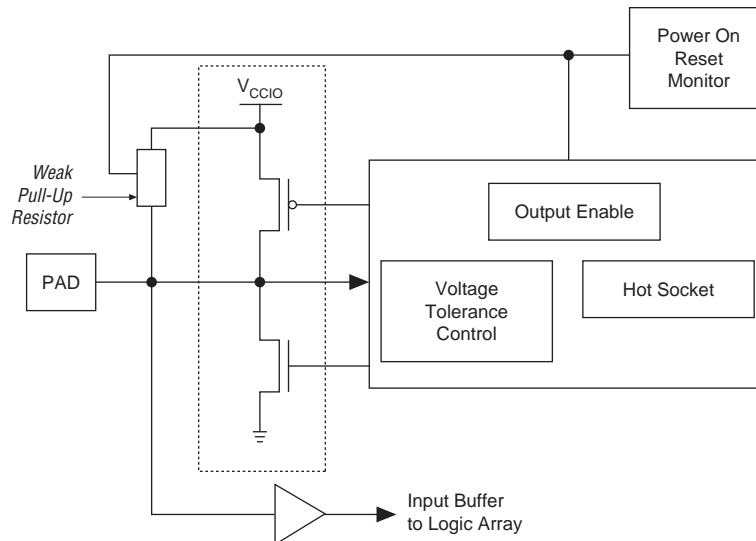 Power On
Reset
Monitor
V_CCIO
Weak
Pull-Up
Resistor
Output Enable
PAD
Voltage
Tolerance
Control
Hot Socket
Input Buffer
to Logic Array